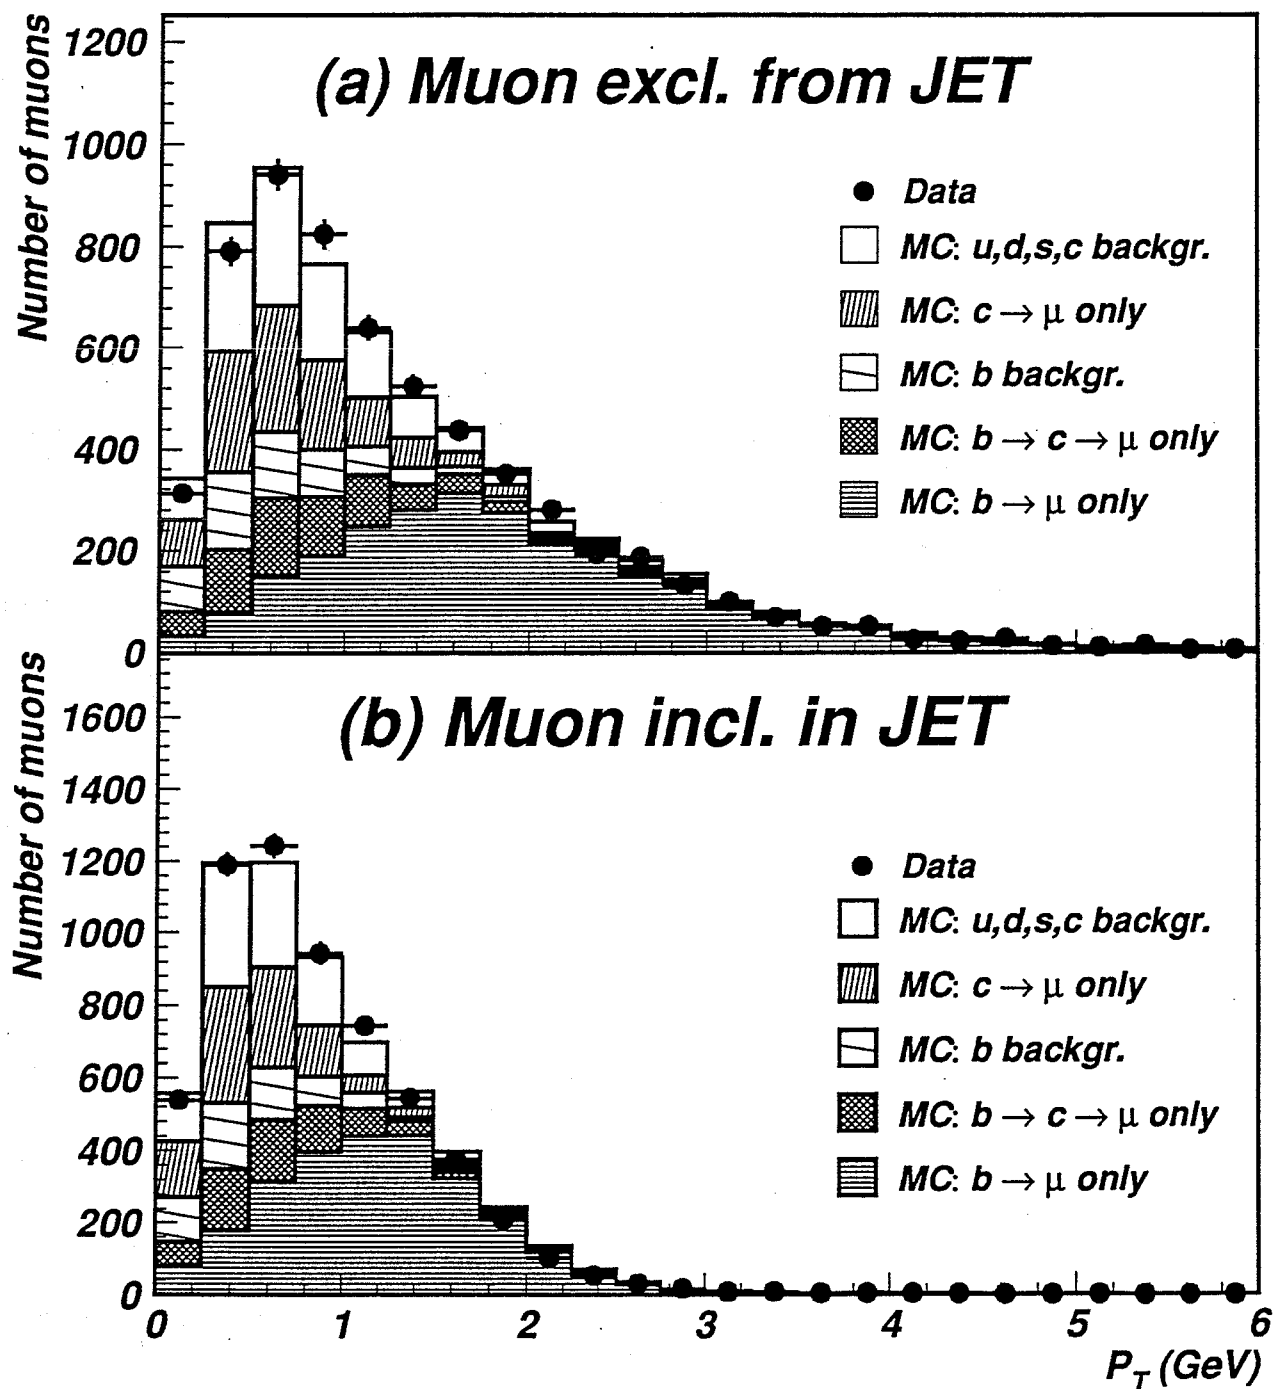 (a) Muon excl. from JET
Number of muons
1200
1000
800
600
400
200
0
Data
MC: u,d,s,c backgr.
MC: c → μ only
MC: b backgr.
MC: b → c → μ only
MC: b → μ only
(b) Muon incl. in JET
Number of muons
1600
1400
1200
1000
800
600
400
200
0
Data
MC: u,d,s,c backgr.
MC: c → μ only
MC: b backgr.
MC: b → c → μ only
MC: b → μ only
0 1 2 3 4 5 6
P_T (GeV)